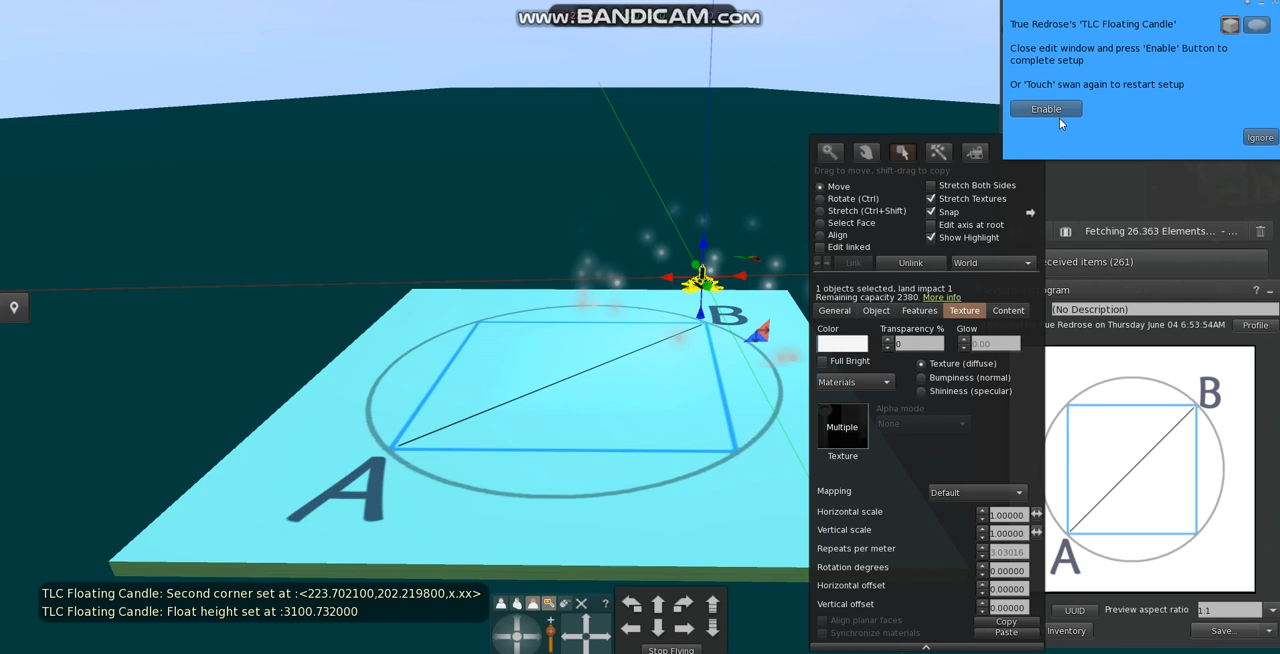 www.BANDICAM.com
True Redrose's 'TLC Floating Candle'
Close edit window and press 'Enable' Button to
complete setup
Or 'Touch' swan again to restart setup
Enable
Ignore
Drag to move, shift-drag to copy
Move
Rotate (Ctrl)
Stretch (Ctrl+Shift)
Select Face
Align
Edit linked
Stretch Both Sides
Stretch Textures
Snap
Edit axis at root
Show Highlight
Link
Unlink
World
1 objects selected, land impact 1
Remaining capacity 2380. More info
General
Object
Features
Texture
Content
Color
Transparency %
Glow
0
0.00
Full Bright
Texture (diffuse)
Bumpiness (normal)
Shininess (specular)
Materials
Alpha mode
None
Multiple
Texture
Mapping
Default
Horizontal scale
1.00000
Vertical scale
1.00000
Repeats per meter
3.03016
Rotation degrees
0.00000
Horizontal offset
0.00000
Vertical offset
0.00000
Align planar faces
Synchronize materials
Copy
Paste
Fetching 26.363 Elements... - ...
eceived items (261)
ogram
? –
(No Description)
ue Redrose on Thursday June 04 6:53:54AM
Profile
B
A
B
A
UUID
Preview aspect ratio
1:1
Inventory
Save...
TLC Floating Candle: Second corner set at :<223.702100,202.219800,x.xx>
TLC Floating Candle: Float height set at :3100.732000
?
Stop Flying